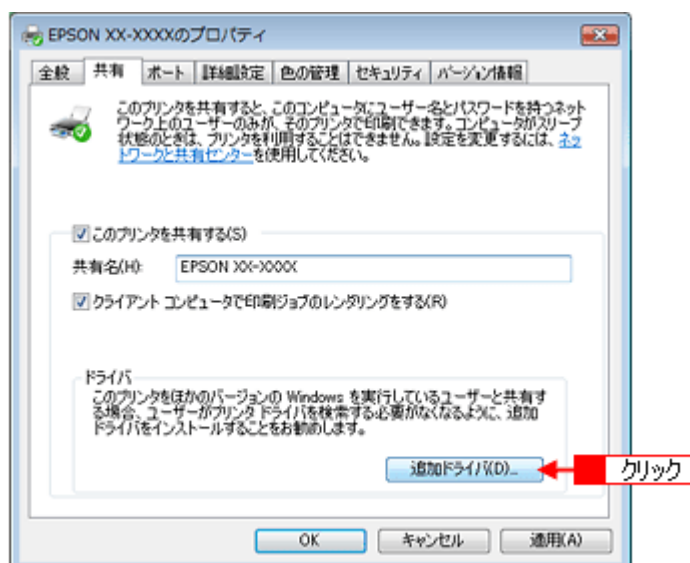 EPSON XX-XXXXのプロパティ
全般 共有 ポート 詳細設定 色の管理 セキュリティ バージョン情報
このプリンタを共有すると、このコンピュータにユーザー名とパスワードを持つネット
ワーク上のユーザーのみが、そのプリンタで印刷できます。コンピュータがスリープ
状態のときは、プリンタを利用することはできません。設定を変更するには、ネッ
トワークと共有センターを使用してください。
このプリンタを共有する(S)
共有名(H): EPSON XX-XXXX
クライアント コンピュータで印刷ジョブのレンダリングをする(R)
ドライバ
このプリンタをほかのバージョンの Windows を実行しているユーザーと共有す
る場合、ユーザーがプリンタ ドライバを検索する必要がなくなるように、追加
ドライバをインストールすることをお勧めします。
追加ドライバ(D)...
クリック
OK キャンセル 適用(A)